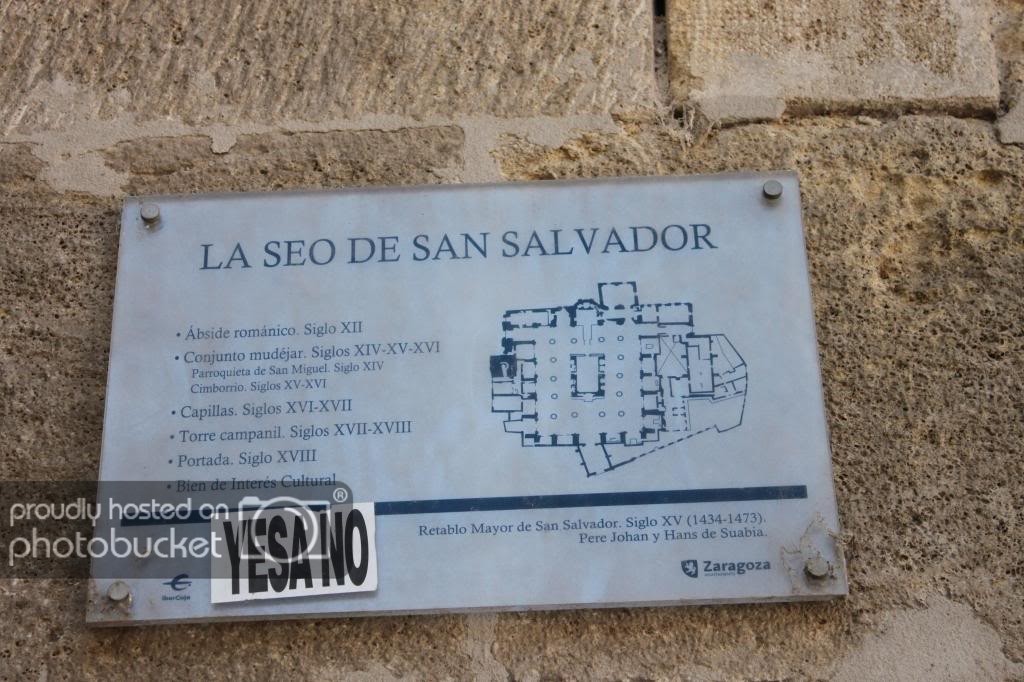 LA SEO DE SAN SALVADOR
• Ábside románico. Siglo XII
• Conjunto mudéjar. Siglos XIV-XV-XVI
Parroquieta de San Miguel. Siglo XIV
Cimborrio. Siglos XV-XVI
• Capillas. Siglos XVI-XVII
• Torre campanil. Siglos XVII-XVIII
• Portada. Siglo XVIII
• Bien de Interés Cultural
Retablo Mayor de San Salvador. Siglo XV (1434-1473).
Pere Johan y Hans de Suabia.
iberCaja
YESA NO
Zaragoza
AYUNTAMIENTO
proudly hosted on
photobucket®